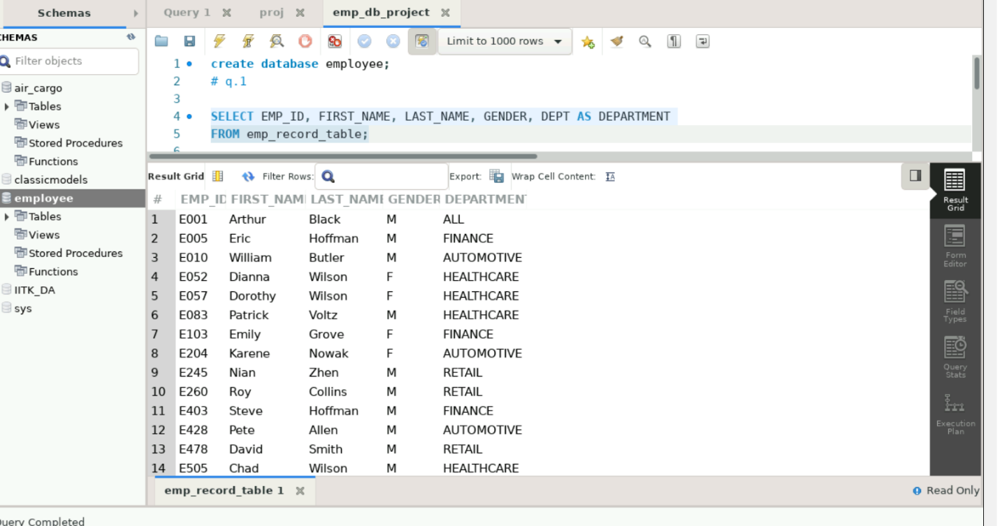 Schemas
Query 1
proj
emp_db_project
CHEMAS
Filter objects
air_cargo
Tables
Views
Stored Procedures
Functions
classicmodels
employee
Tables
Views
Stored Procedures
Functions
IITK_DA
sys
Limit to 1000 rows
1 create database employee;
2 # q.1
3
4 SELECT EMP_ID, FIRST_NAME, LAST_NAME, GENDER, DEPT AS DEPARTMENT
5 FROM emp_record_table;
6
Result Grid Filter Rows: Export: Wrap Cell Content:
# EMP_ID FIRST_NAM LAST_NAME GENDER DEPARTMENT
1 E001 Arthur Black M ALL
2 E005 Eric Hoffman M FINANCE
3 E010 William Butler M AUTOMOTIVE
4 E052 Dianna Wilson F HEALTHCARE
5 E057 Dorothy Wilson F HEALTHCARE
6 E083 Patrick Voltz M HEALTHCARE
7 E103 Emily Grove F FINANCE
8 E204 Karene Nowak F AUTOMOTIVE
9 E245 Nian Zhen M RETAIL
10 E260 Roy Collins M RETAIL
11 E403 Steve Hoffman M FINANCE
12 E428 Pete Allen M AUTOMOTIVE
13 E478 David Smith M RETAIL
14 E505 Chad Wilson M HEALTHCARE
Result
Grid
Form
Editor
Field
Types
Query
Stats
Execution
Plan
emp_record_table 1
Read Only
Query Completed